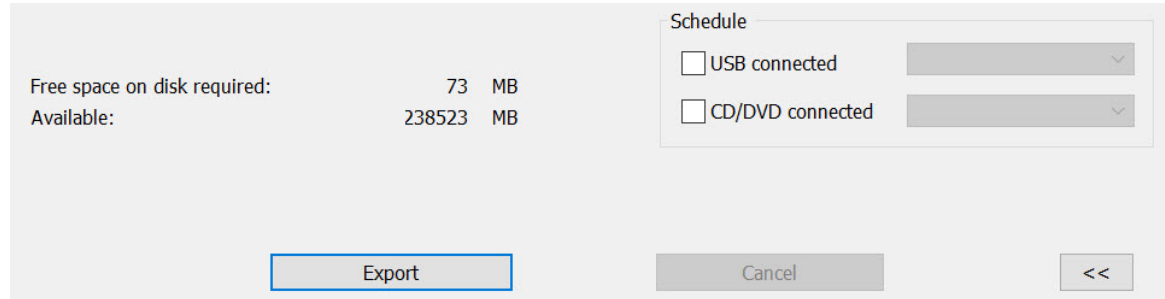 Schedule
USB connected
Free space on disk required: 73 MB
CD/DVD connected
Available: 238523 MB
Export
Cancel
<<